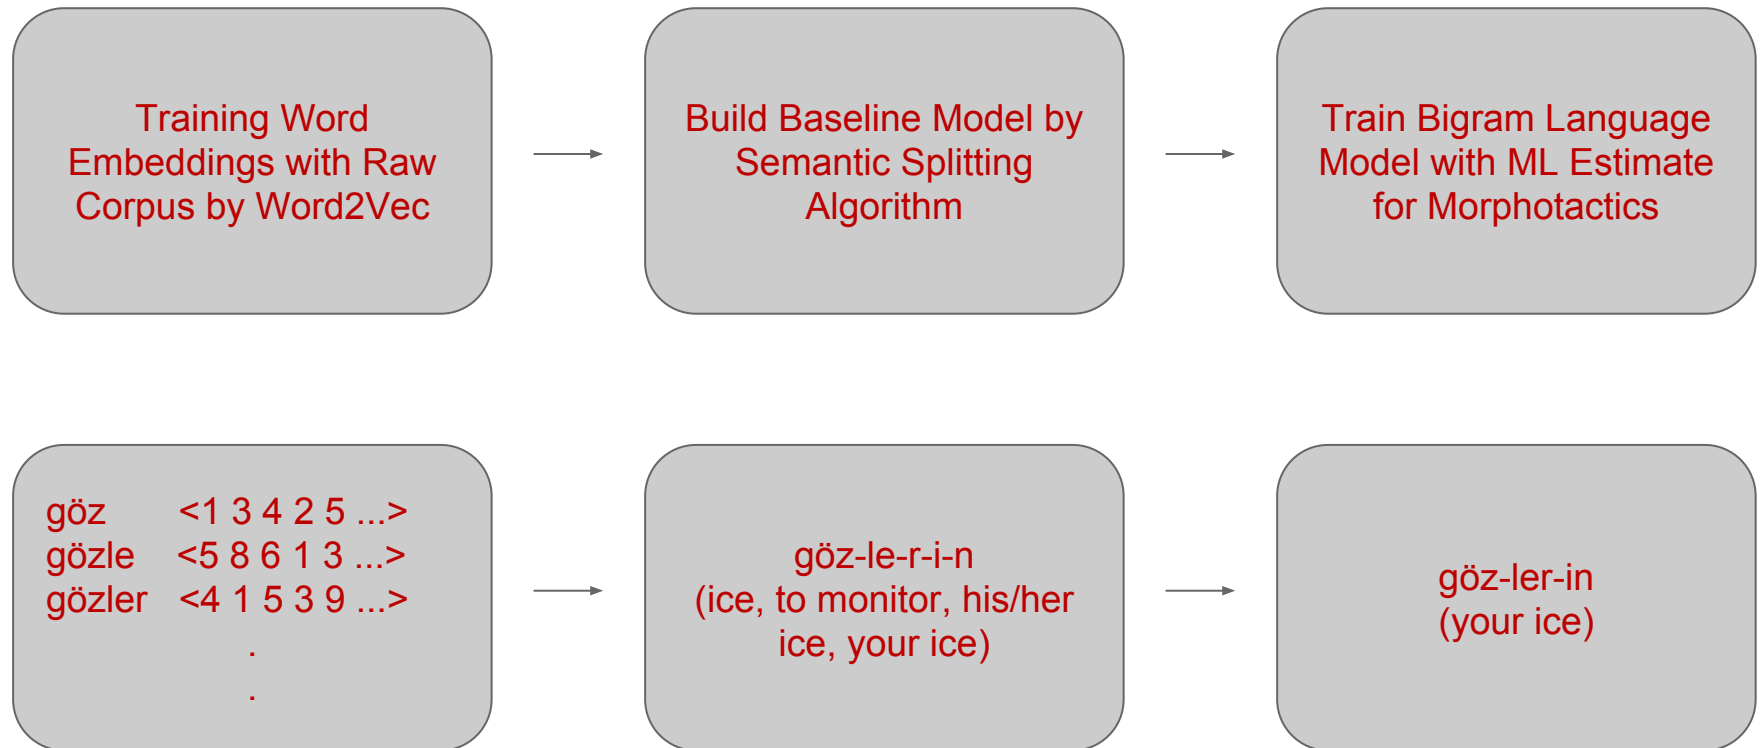 Training Word
Embeddings with Raw
Corpus by Word2Vec
Build Baseline Model by
Semantic Splitting
Algorithm
Train Bigram Language
Model with ML Estimate
for Morphotactics
göz <1 3 4 2 5 ...>
gözle <5 8 6 1 3 ...>
gözler <4 1 5 3 9 ...>
.
.
göz-le-r-i-n
(ice, to monitor, his/her
ice, your ice)
göz-ler-in
(your ice)